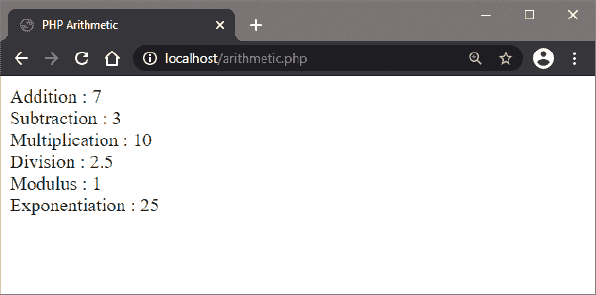 PHP Arithmetic
localhost/arithmetic.php
Addition : 7
Subtraction : 3
Multiplication : 10
Division : 2.5
Modulus : 1
Exponentiation : 25